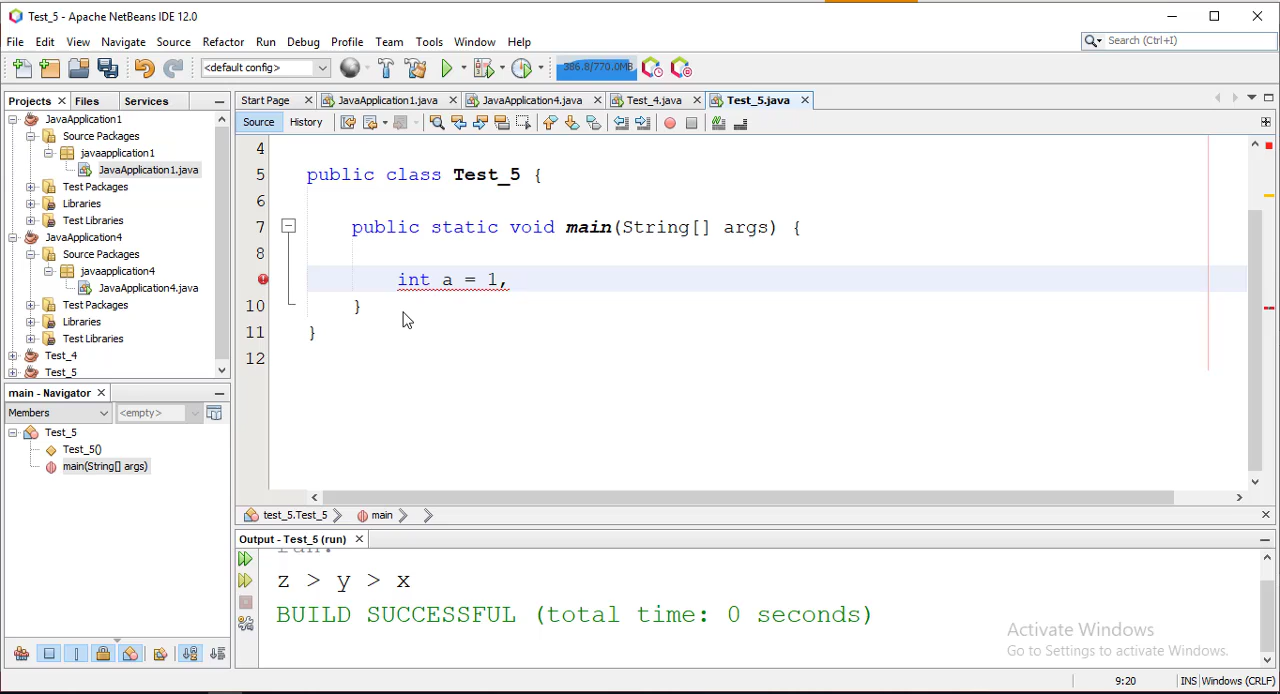 Test_5 - Apache NetBeans IDE 12.0
File Edit View Navigate Source Refactor Run Debug Profile Team Tools Window Help
Search (Ctrl+I)
<default config>
386.8/770.0MB
Projects Files Services
Start Page JavaApplication1.java JavaApplication4.java Test_4.java Test_5.java
Source History
JavaApplication1
Source Packages
javaapplication1
JavaApplication1.java
Test Packages
Libraries
Test Libraries
JavaApplication4
Source Packages
javaapplication4
JavaApplication4.java
Test Packages
Libraries
Test Libraries
Test_4
Test_5
4
5 public class Test_5 {
6
7 public static void main(String[] args) {
8
int a = 1,
10 }
11 }
12
main - Navigator
Members <empty>
Test_5
Test_5()
main(String[] args)
test_5.Test_5 main
Output - Test_5 (run)
run:
z > y > x
BUILD SUCCESSFUL (total time: 0 seconds)
Activate Windows
Go to Settings to activate Windows.
9:20 INS Windows (CRLF)